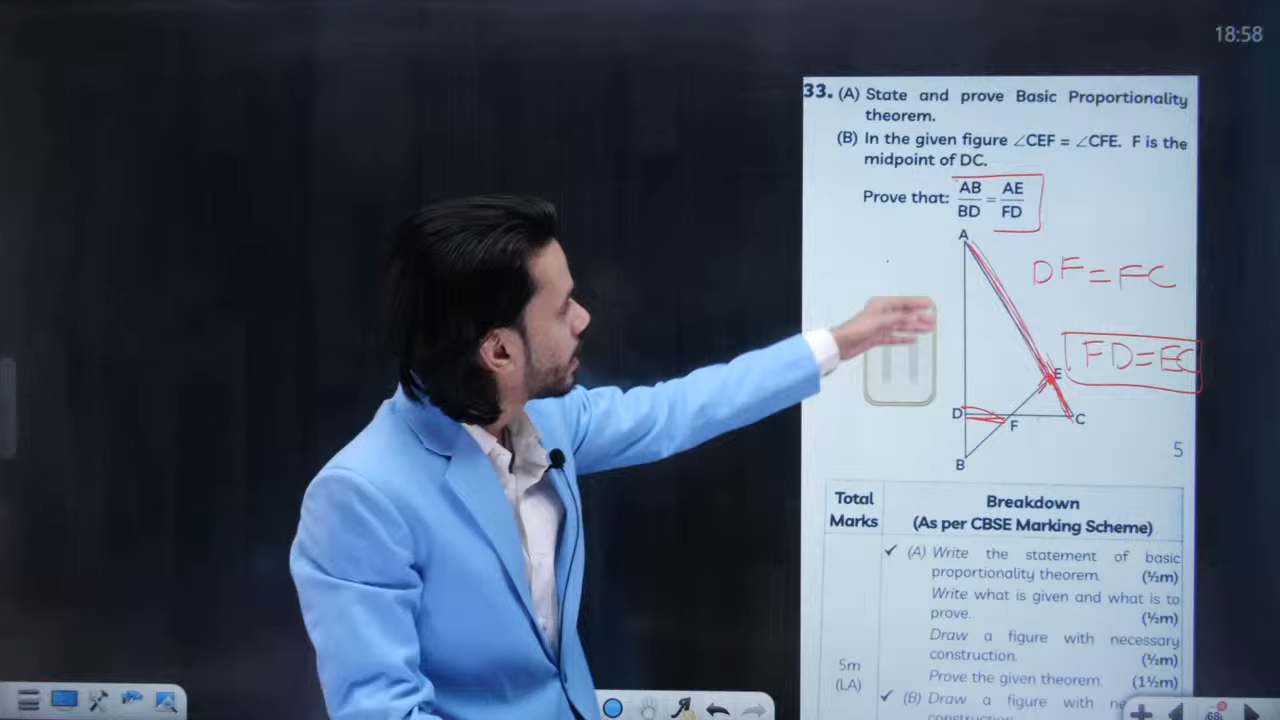 18:58
33. (A) State and prove Basic Proportionality
theorem.
(B) In the given figure ∠CEF = ∠CFE. F is the
midpoint of DC.
Prove that: AB/BD = AE/FD
A
DF = FC
FD = EC
E
D
F
C
B
5
Total
Marks
Breakdown
(As per CBSE Marking Scheme)
✓ (A) Write the statement of basic
proportionality theorem. (½m)
Write what is given and what is to
prove. (½m)
Draw a figure with necessary
construction. (½m)
5m
(LA)
Prove the given theorem. (1½m)
✓ (B) Draw a figure with